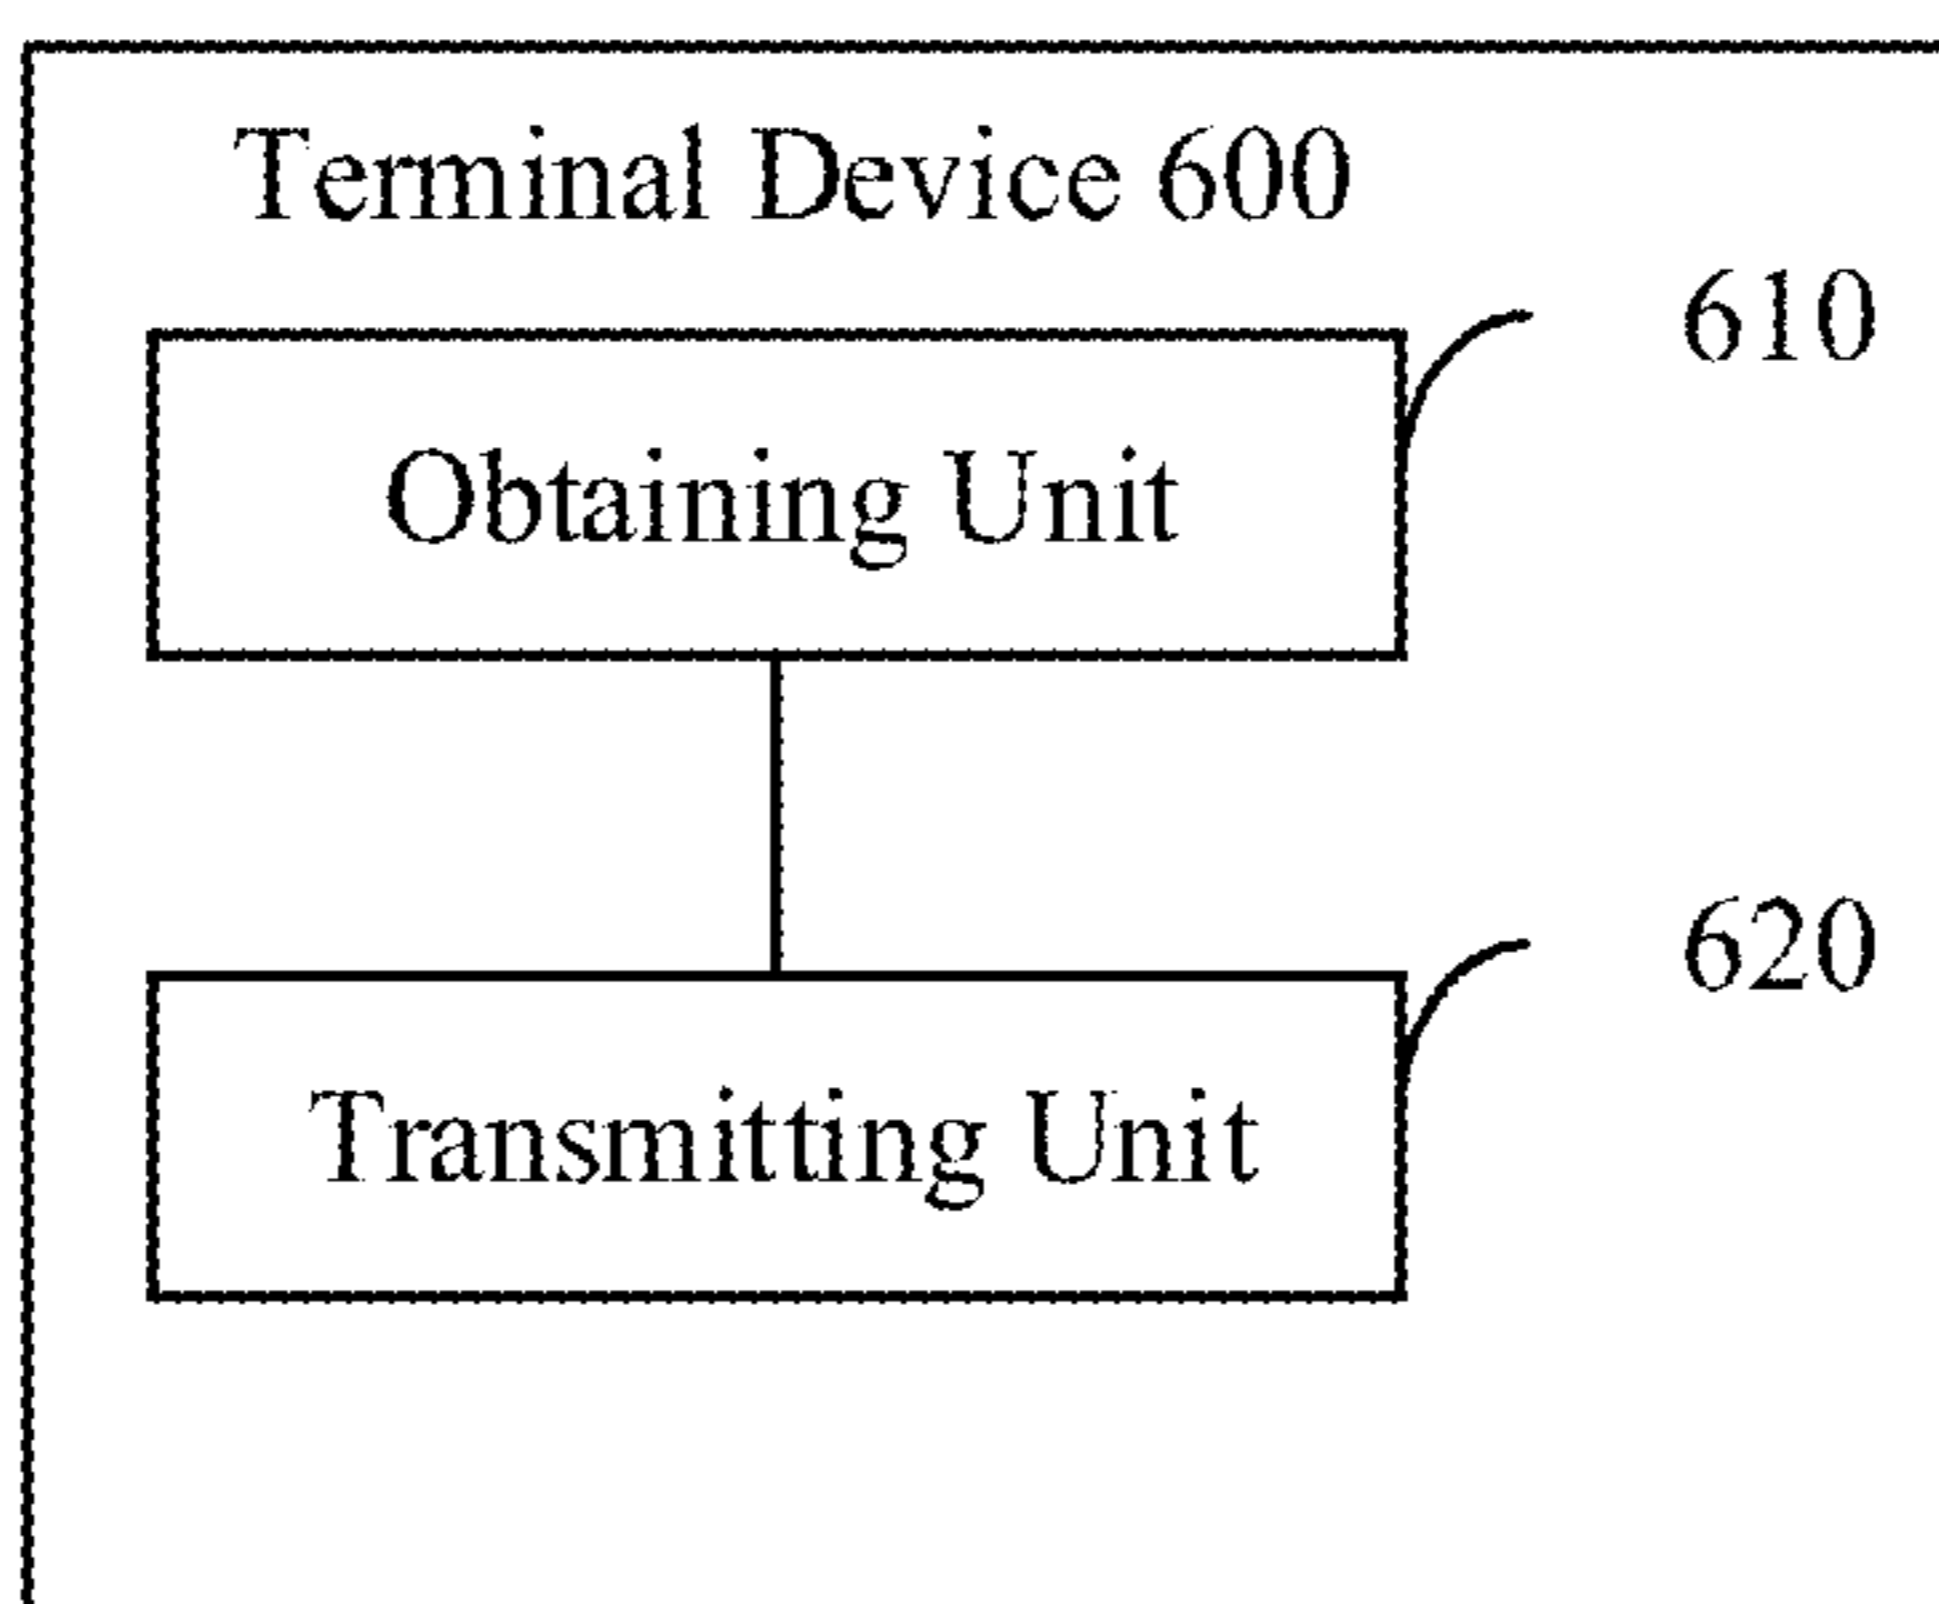 Terminal Device 600
610
Obtaining Unit
620
Transmitting Unit